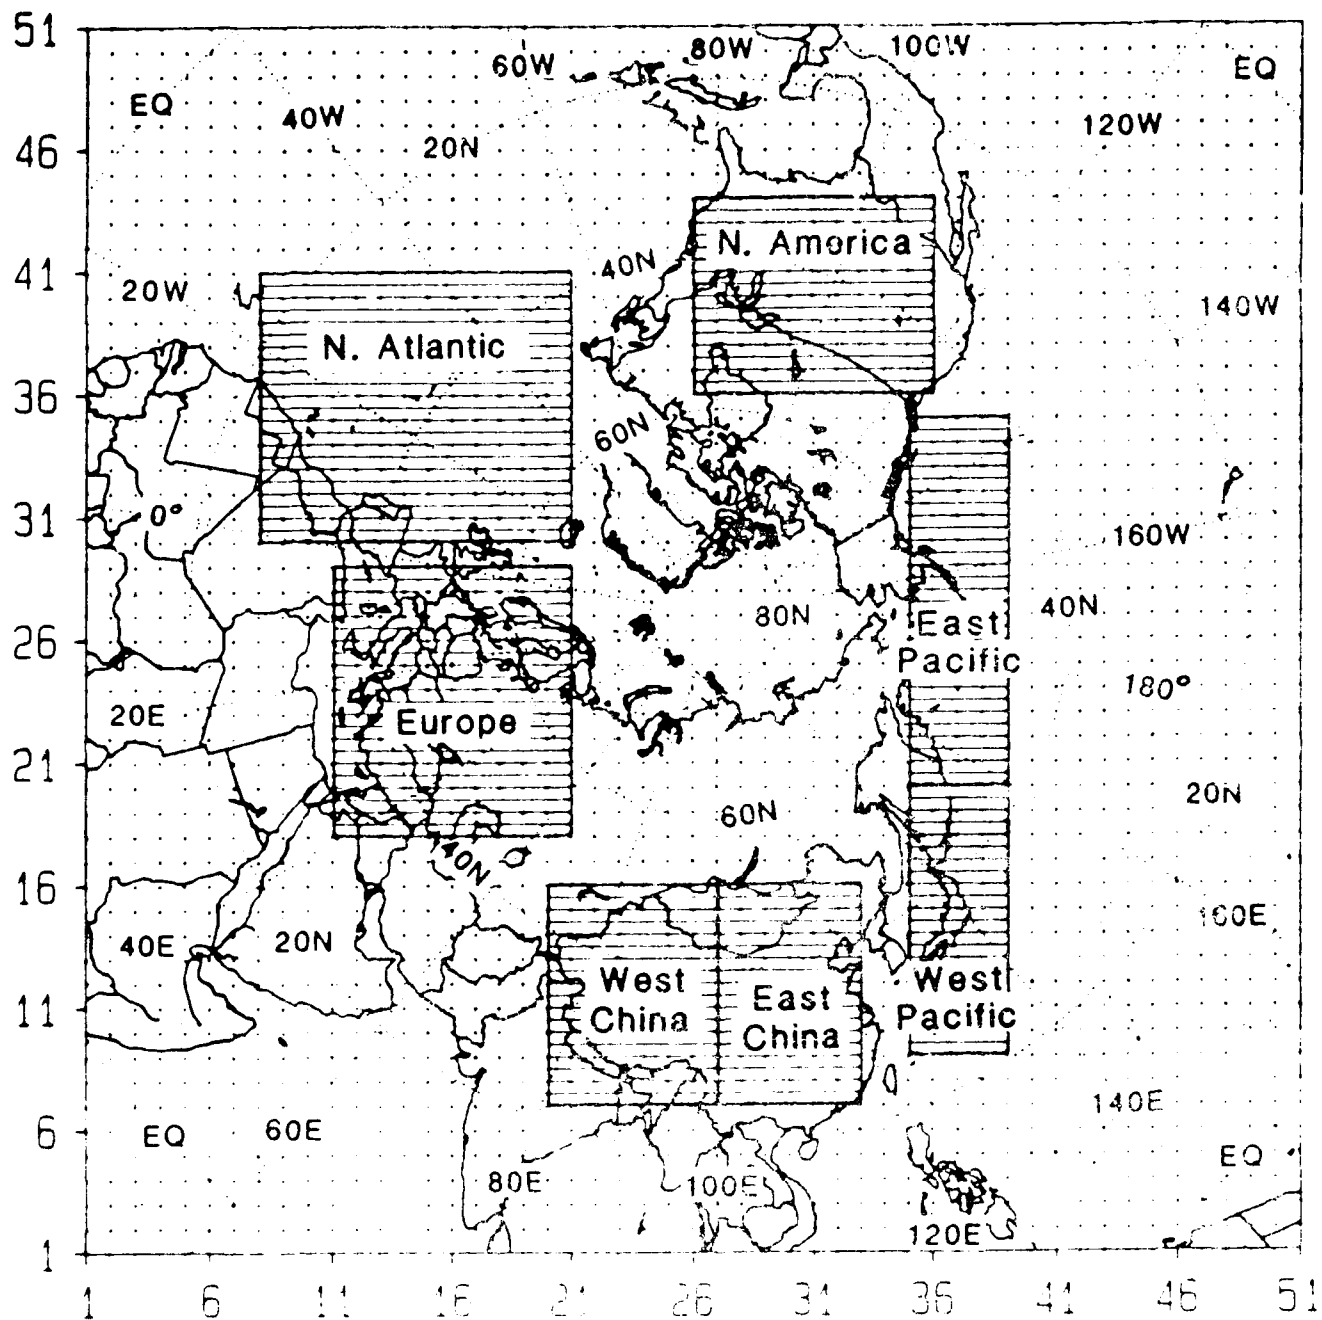 51
60W
80W
100W
EQ
EQ
40W
120W
46
20N
N. America
41
40N
20W
140W
N. Atlantic
36
60N
31
0°
160W
80N
40N
26
East
Pacific
180°
20E
Europe
21
20N
60N
40N
16
160E
40E
20N
West
China
East
China
West
Pacific
11
140E
6
EQ
60E
EQ
80E
100E
120E
1
1 6 11 16 21 26 31 36 41 46 51